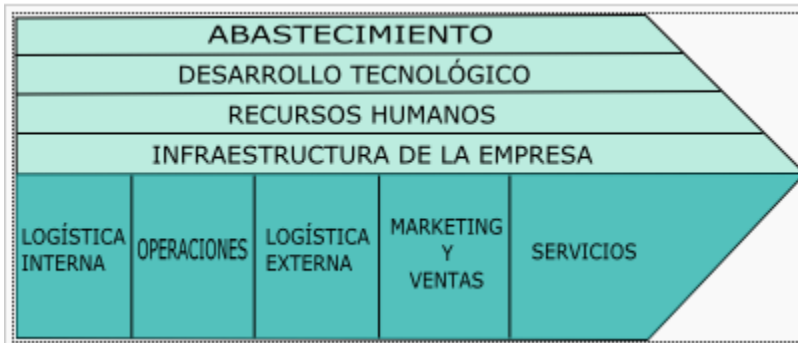 ABASTECIMIENTO
DESARROLLO TECNOLÓGICO
RECURSOS HUMANOS
INFRAESTRUCTURA DE LA EMPRESA
LOGÍSTICA
INTERNA
OPERACIONES
LOGÍSTICA
EXTERNA
MARKETING
Y
VENTAS
SERVICIOS